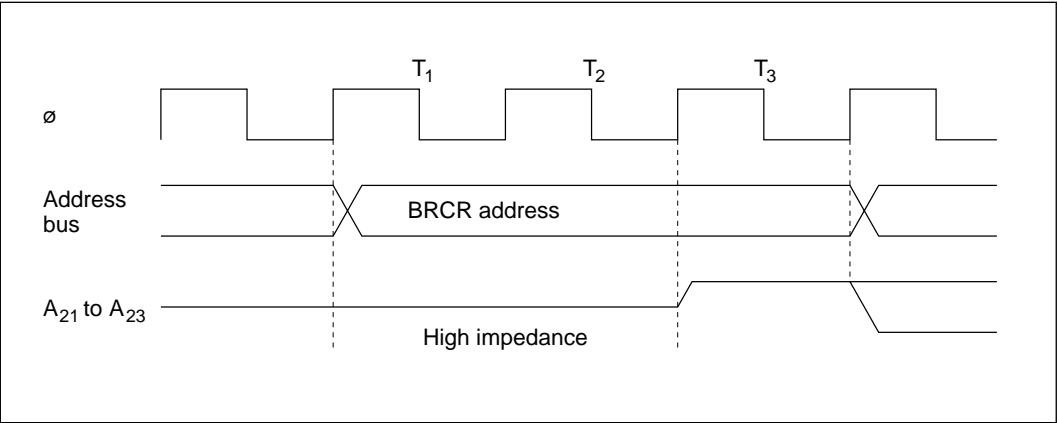 T1 T2 T3
ø
Address
bus
BRCR address
A21 to A23
High impedance